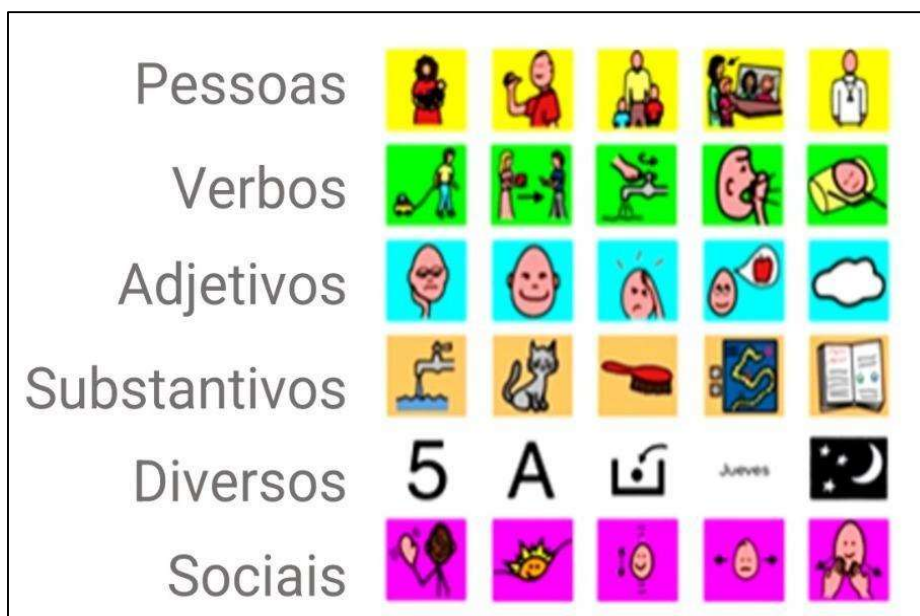 Pessoas
Verbos
Adjetivos
Substantivos
Diversos
5 A Jueves
Sociais